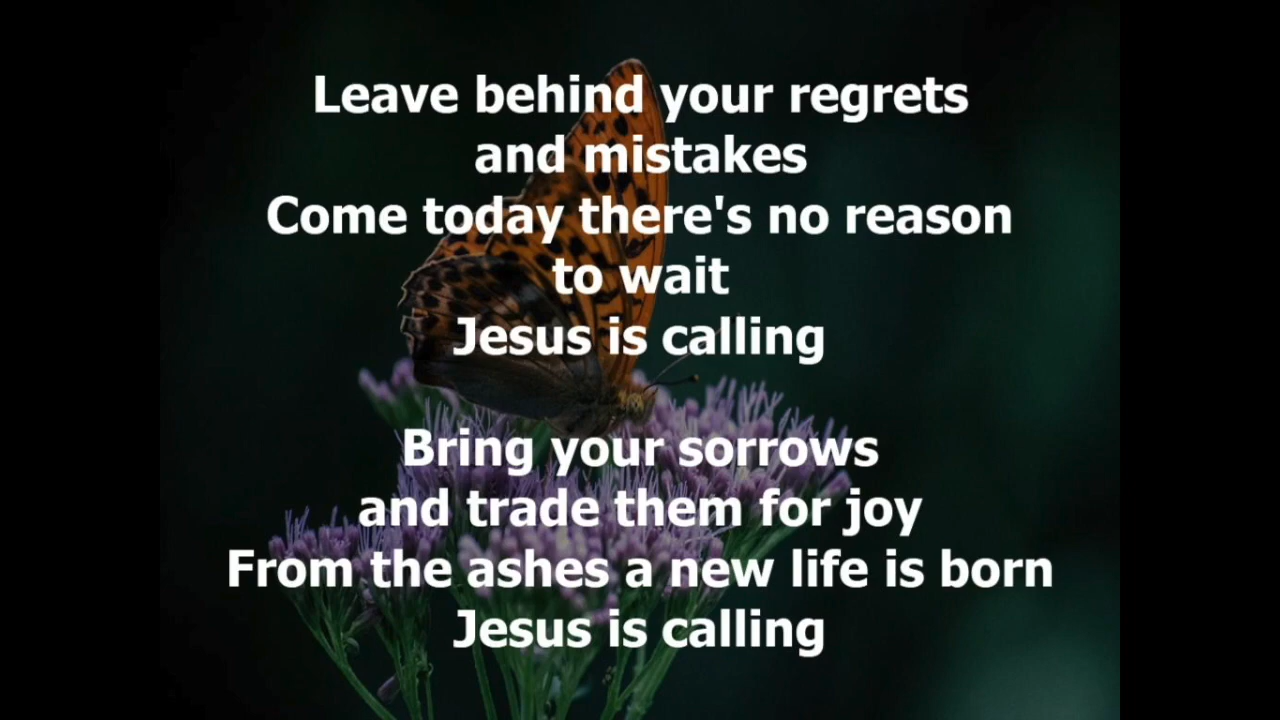 Leave behind your regrets
and mistakes
Come today there's no reason
to wait
Jesus is calling
Bring your sorrows
and trade them for joy
From the ashes a new life is born
Jesus is calling